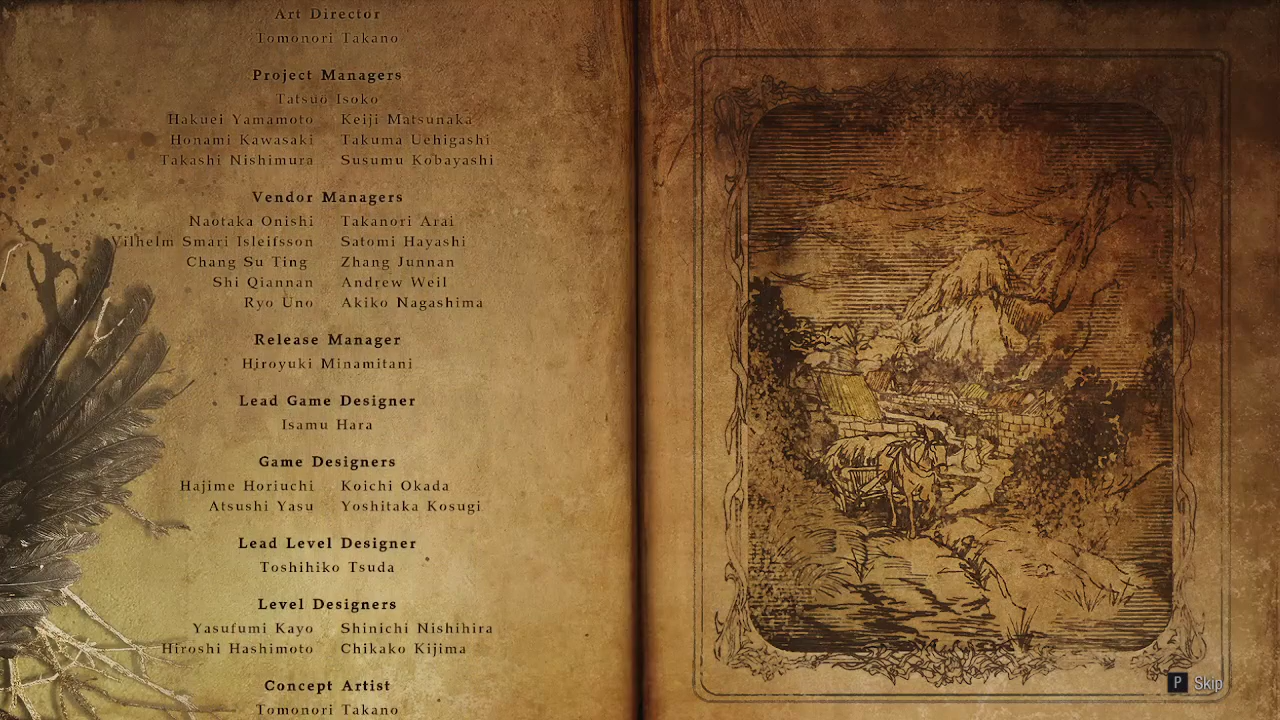 Art Director
Tomonori Takano
Project Managers
Tatsuo Isoko
Hakuei Yamamoto Keiji Matsunaka
Honami Kawasaki Takuma Uehigashi
Takashi Nishimura Susumu Kobayashi
Vendor Managers
Naotaka Onishi Takanori Arai
Vilhelm Smari Isleifsson Satomi Hayashi
Chang Su Ting Zhang Junnan
Shi Qiannan Andrew Weil
Ryo Uno Akiko Nagashima
Release Manager
Hiroyuki Minamitani
Lead Game Designer
Isamu Hara
Game Designers
Hajime Horiuchi Koichi Okada
Atsushi Yasu Yoshitaka Kosugi
Lead Level Designer
Toshihiko Tsuda
Level Designers
Yasufumi Kayo Shinichi Nishihira
Hiroshi Hashimoto Chikako Kijima
Concept Artist
Tomonori Takano
P Skip